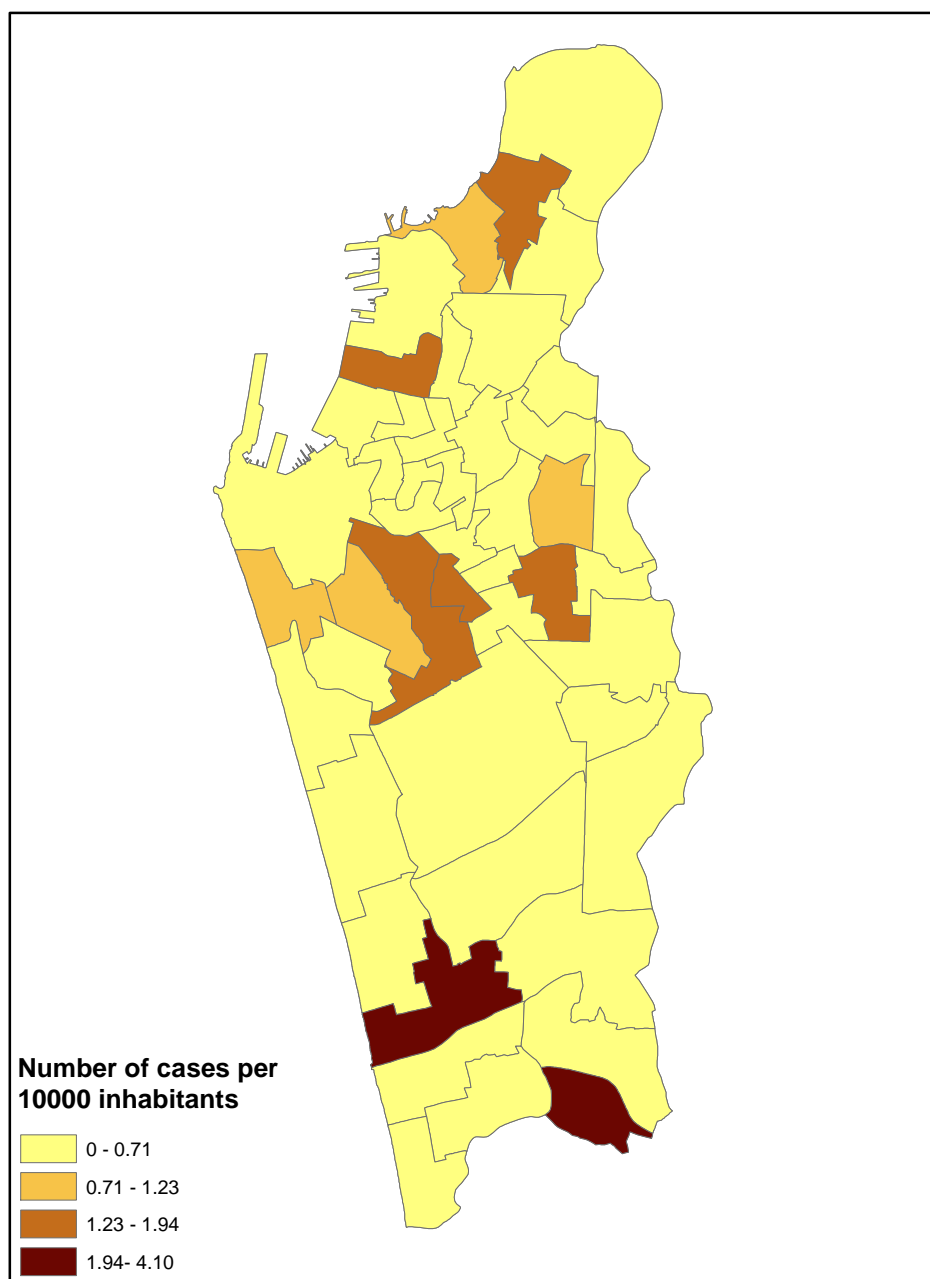 Number of cases per
10000 inhabitants
0 - 0.71
0.71 - 1.23
1.23 - 1.94
1.94- 4.10